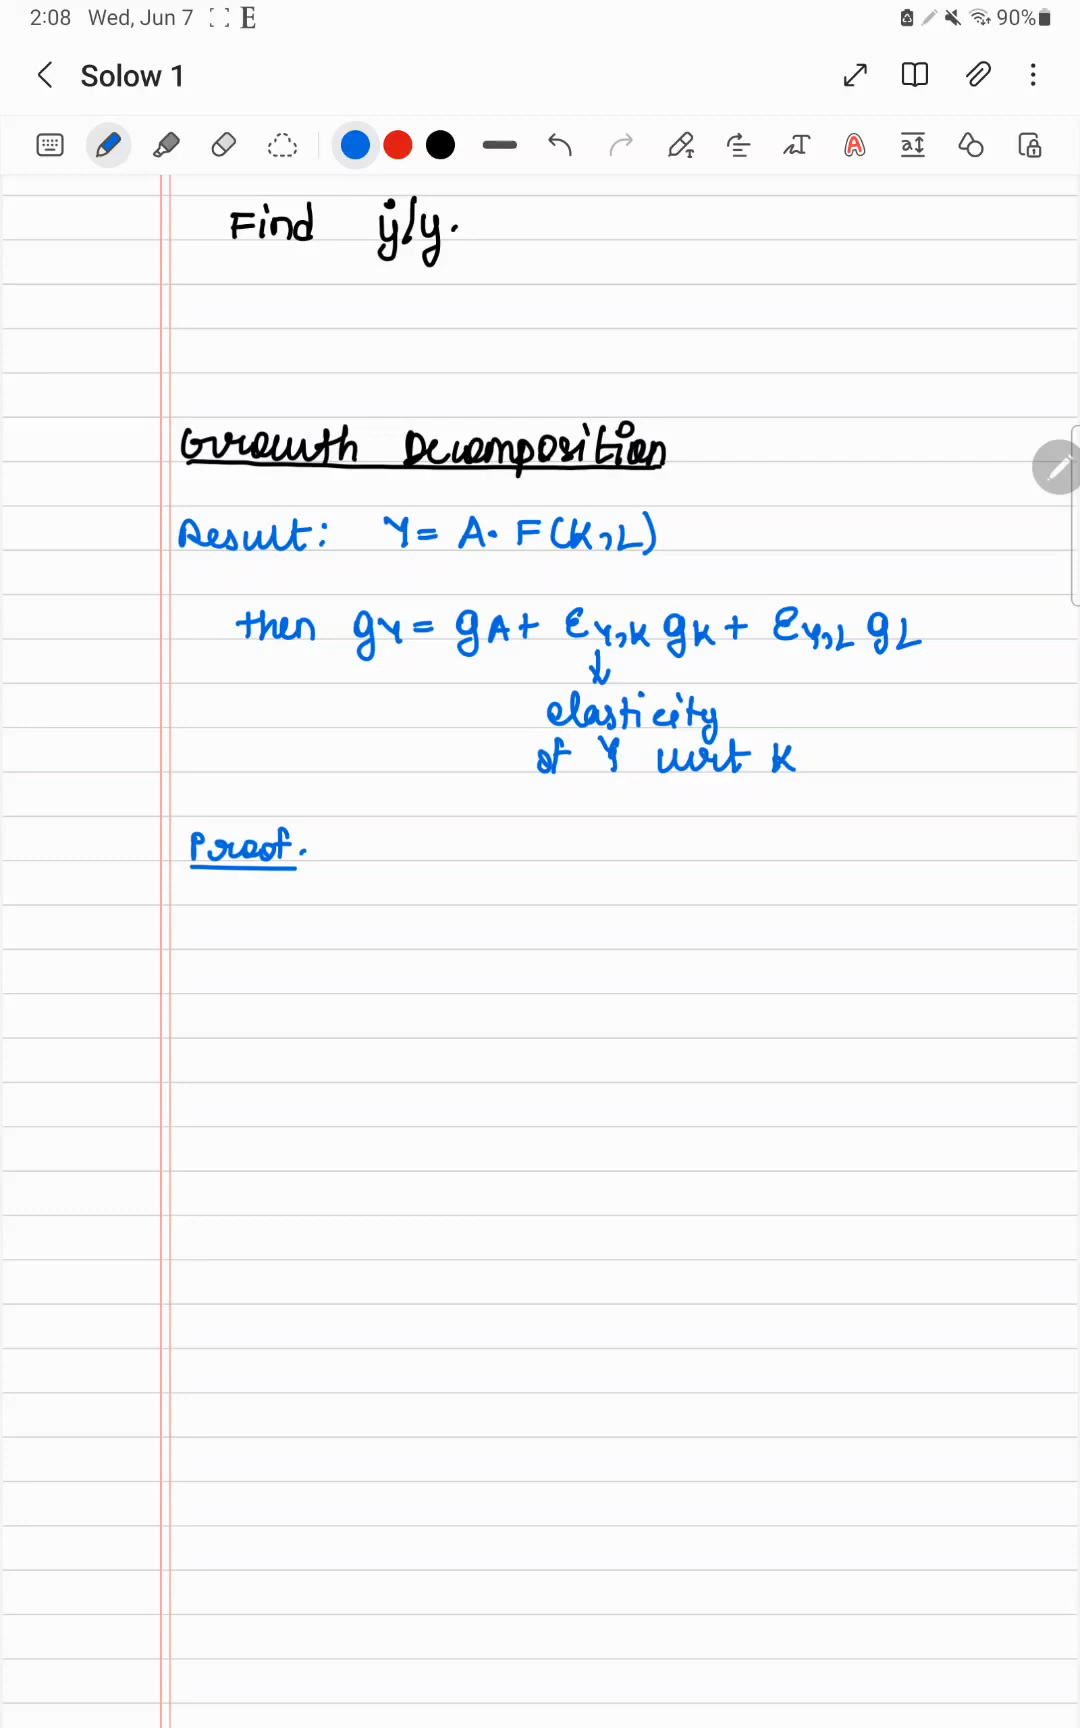 2:08 Wed, Jun 7 E 90%
Solow 1
Find ẏ/y.
Growth Decomposition
Result: Y = A. F(K,L)
then gY = gA + εY,K gK + εY,L gL
↓
elasticity
of Y wrt K
Proof.